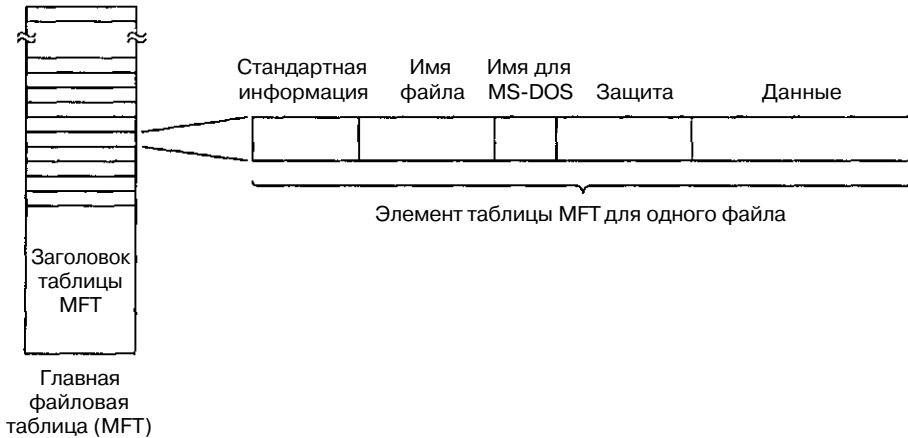 Стандартная
информация
Имя
файла
Имя для
MS-DOS
Защита
Данные
Элемент таблицы MFT для одного файла
Заголовок
таблицы
MFT
Главная
файловая
таблица (MFT)